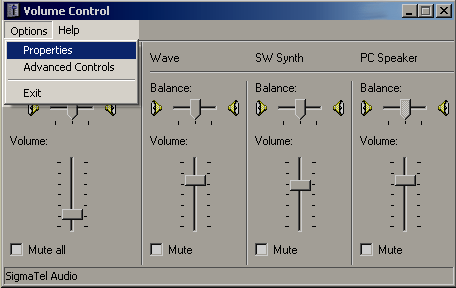 Volume Control
Options Help
Properties
Advanced Controls
Exit
Wave SW Synth PC Speaker
Balance: Balance: Balance:
Volume: Volume: Volume: Volume:
Mute all Mute Mute Mute
SigmaTel Audio